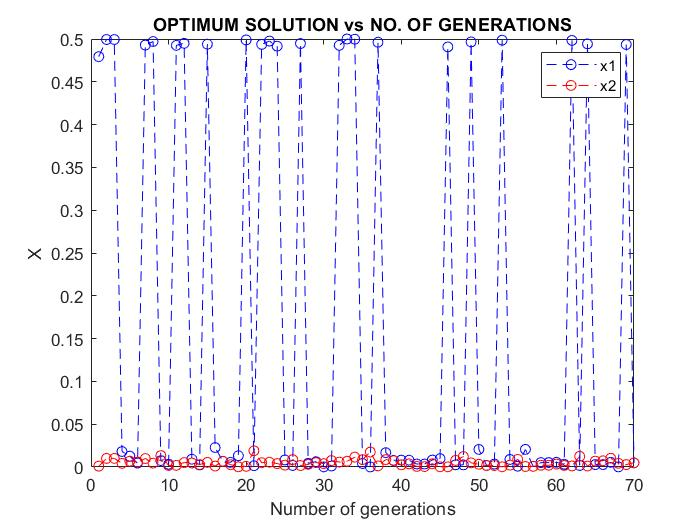 OPTIMUM SOLUTION vs NO. OF GENERATIONS
0.5
0.45
0.4
0.35
0.3
0.25
0.2
0.15
0.1
0.05
0
X
x1
x2
0 10 20 30 40 50 60 70
Number of generations